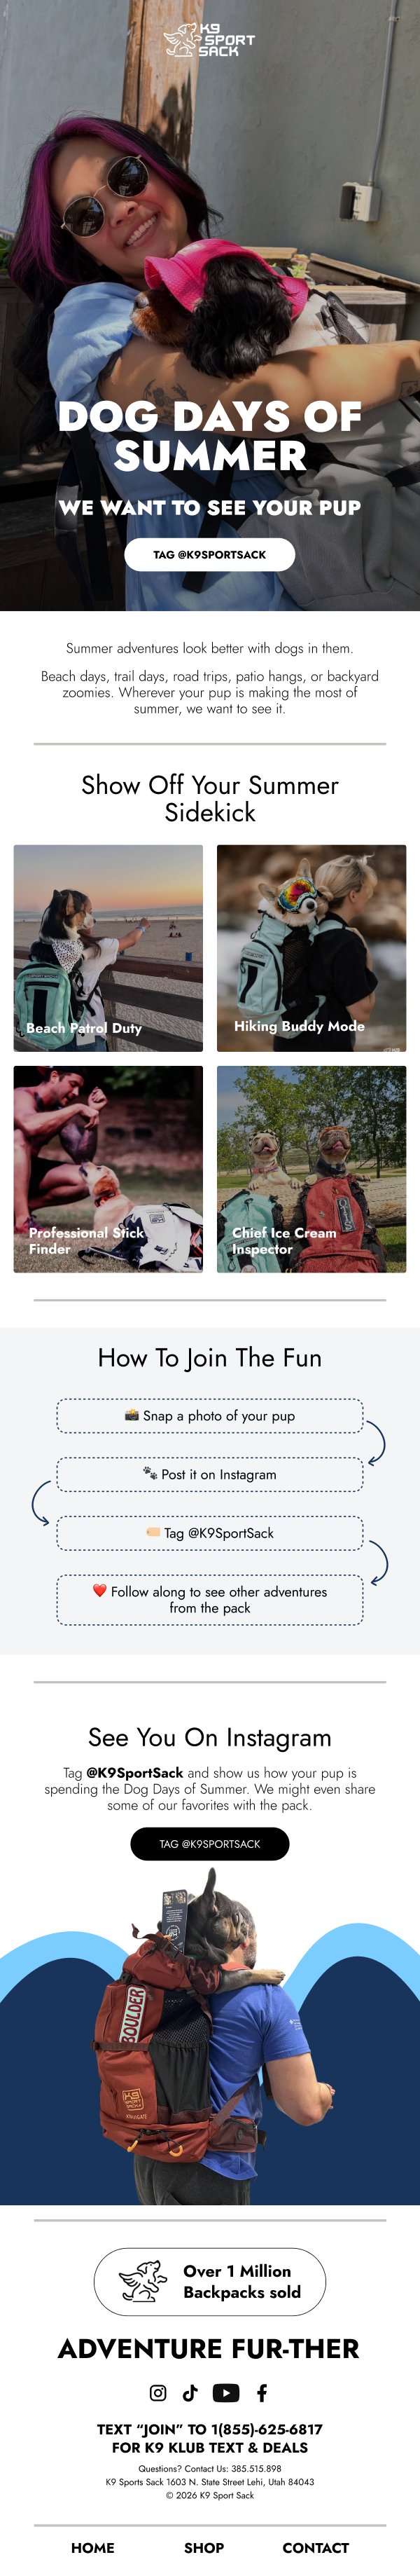 K9
SPORT
SACK
DOG DAYS OF
SUMMER
WE WANT TO SEE YOUR PUP
TAG @K9SPORTSACK
Summer adventures look better with dogs in them.
Beach days, trail days, road trips, patio hangs, or backyard
zoomies. Wherever your pup is making the most of
summer, we want to see it.
Show Off Your Summer
Sidekick
Beach Patrol Duty
Hiking Buddy Mode
Professional Stick
Finder
Chief Ice Cream
Inspector
How To Join The Fun
📸 Snap a photo of your pup
🐾 Post it on Instagram
🏷️ Tag @K9SportSack
❤️ Follow along to see other adventures
from the pack
See You On Instagram
Tag @K9SportSack and show us how your pup is
spending the Dog Days of Summer. We might even share
some of our favorites with the pack.
TAG @K9SPORTSACK
BOULDER
K9
SPORT
SACK
Over 1 Million
Backpacks sold
ADVENTURE FUR-THER
TEXT “JOIN” TO 1(855)-625-6817
FOR K9 KLUB TEXT & DEALS
Questions? Contact Us: 385.515.898
K9 Sports Sack 1603 N. State Street Lehi, Utah 84043
© 2026 K9 Sport Sack
HOME SHOP CONTACT